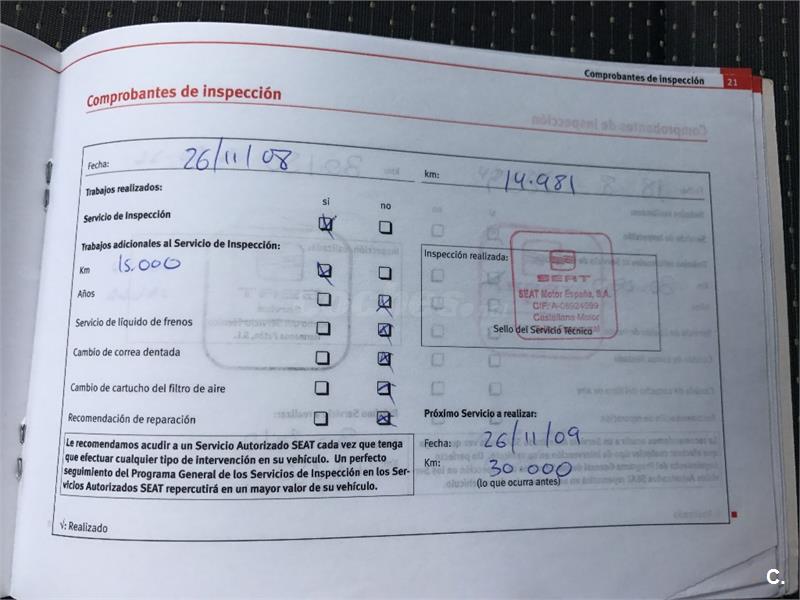 Comprobantes de inspección 21
Comprobantes de inspección
Fecha: 26/11/08 km: 14.981
Trabajos realizados:
si no
Servicio de Inspección
Trabajos adicionales al Servicio de Inspección:
Km 15.000
Años
Servicio de líquido de frenos
Cambio de correa dentada
Cambio de cartucho del filtro de aire
Recomendación de reparación
Inspección realizada:
SEAT
SEAT Motor España, S.A.
CIF: A-08924999
Castellana Motor
Sello del Servicio Técnico
Próximo Servicio a realizar:
Fecha: 26/11/09
Km: 30.000
(lo que ocurra antes)
Le recomendamos acudir a un Servicio Autorizado SEAT cada vez que tenga
que efectuar cualquier tipo de intervención en su vehículo. Un perfecto
seguimiento del Programa General de los Servicios de Inspección en los Ser-
vicios Autorizados SEAT repercutirá en un mayor valor de su vehículo.
√: Realizado
C.